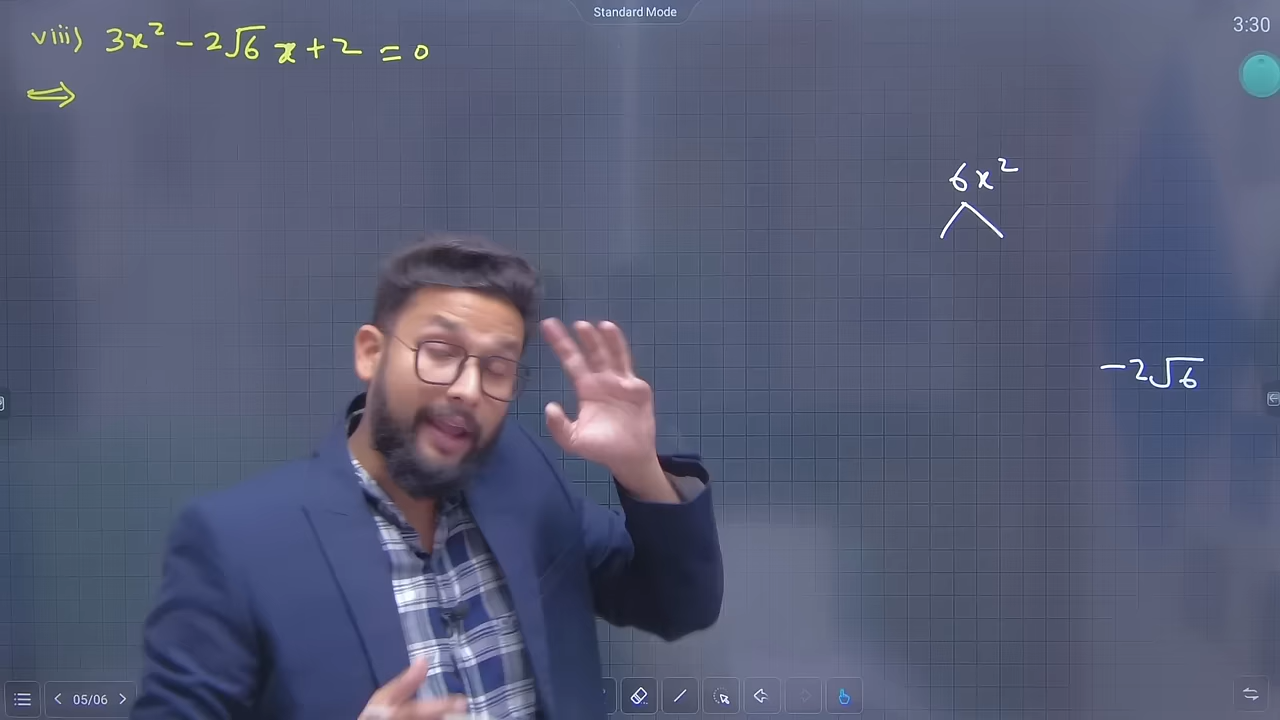 Standard Mode
3:30
viii) 3x² - 2√6 x + 2 = 0
⟺
6x²
-2√6
05/06